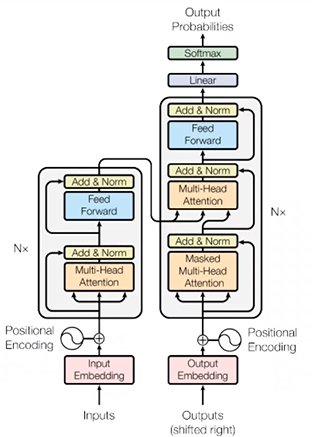 Output
Probabilities
Softmax
Linear
Add & Norm
Feed
Forward
Add & Norm
Multi-Head
Attention
Add & Norm
Masked
Multi-Head
Attention
N×
Positional
Encoding
Output
Embedding
Outputs
(shifted right)
Add & Norm
Feed
Forward
Add & Norm
Multi-Head
Attention
N×
Positional
Encoding
Input
Embedding
Inputs